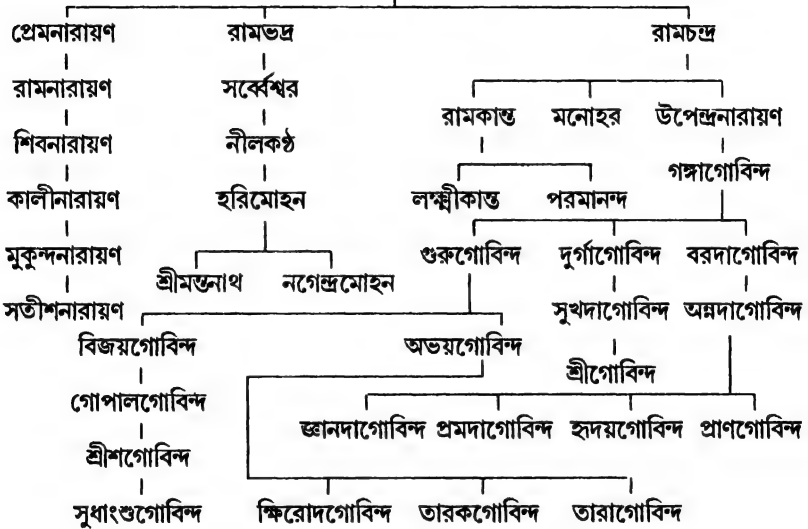 প্রেমনারায়ণ রামভদ্র রামচন্দ্র
রামনারায়ণ সর্ব্বেশ্বর
রামকান্ত মনোহর উপেন্দ্রনারায়ণ
শিবনারায়ণ নীলকণ্ঠ
গঙ্গাগোবিন্দ
কালীনারায়ণ হরিমোহন লক্ষ্মীকান্ত পরমানন্দ
মুকুন্দনারায়ণ গুরুগোবিন্দ দুর্গাগোবিন্দ বরদাগোবিন্দ
শ্রীমন্তনাথ নগেন্দ্রমোহন
সতীশনারায়ণ সুখদাগোবিন্দ অন্নদাগোবিন্দ
বিজয়গোবিন্দ অভয়গোবিন্দ
শ্রীগোবিন্দ
গোপালগোবিন্দ
জ্ঞানদাগোবিন্দ প্রমদাগোবিন্দ হৃদয়গোবিন্দ প্রাণগোবিন্দ
শ্রীশগোবিন্দ
সুধাংশুগোবিন্দ ক্ষিরোদগোবিন্দ তারকগোবিন্দ তারাগোবিন্দ